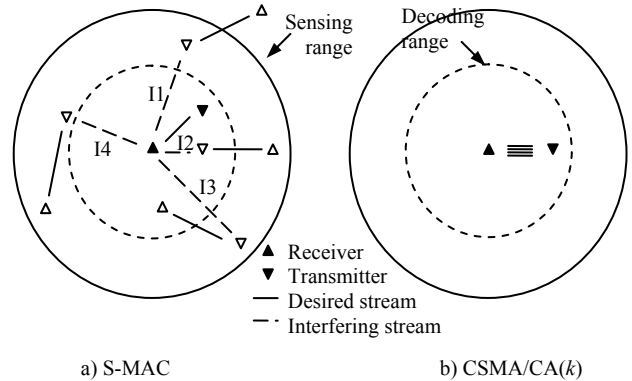 Sensing
range
I1
I2
I4
I3
Decoding
range
Receiver
Transmitter
Desired stream
Interfering stream
a) S-MAC
b) CSMA/CA(k)